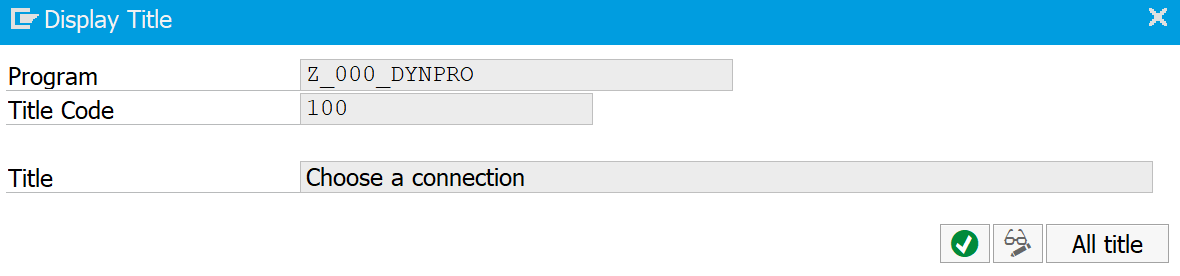 Display Title
Program Z_000_DYNPRO
Title Code 100
Title Choose a connection
All title